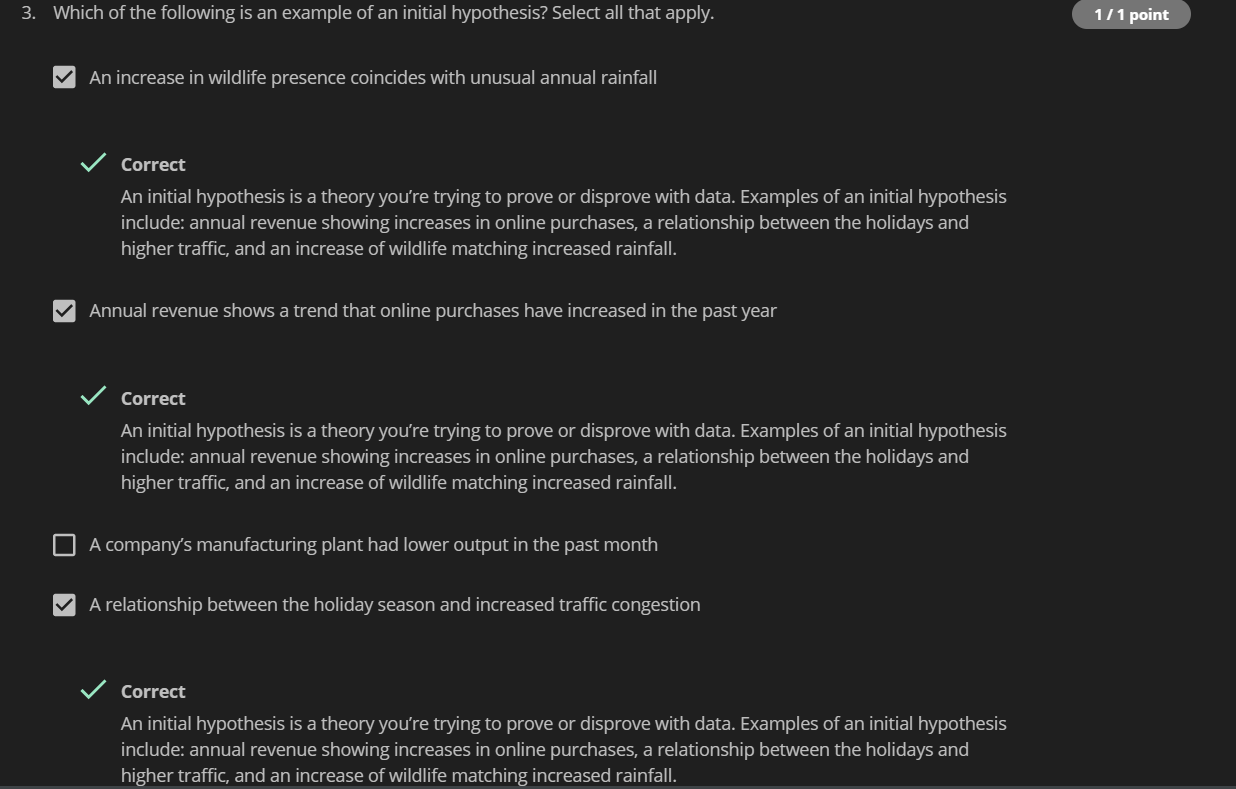 3. Which of the following is an example of an initial hypothesis? Select all that apply.
1 / 1 point
An increase in wildlife presence coincides with unusual annual rainfall
Correct
An initial hypothesis is a theory you’re trying to prove or disprove with data. Examples of an initial hypothesis
include: annual revenue showing increases in online purchases, a relationship between the holidays and
higher traffic, and an increase of wildlife matching increased rainfall.
Annual revenue shows a trend that online purchases have increased in the past year
Correct
An initial hypothesis is a theory you’re trying to prove or disprove with data. Examples of an initial hypothesis
include: annual revenue showing increases in online purchases, a relationship between the holidays and
higher traffic, and an increase of wildlife matching increased rainfall.
A company’s manufacturing plant had lower output in the past month
A relationship between the holiday season and increased traffic congestion
Correct
An initial hypothesis is a theory you’re trying to prove or disprove with data. Examples of an initial hypothesis
include: annual revenue showing increases in online purchases, a relationship between the holidays and
higher traffic, and an increase of wildlife matching increased rainfall.